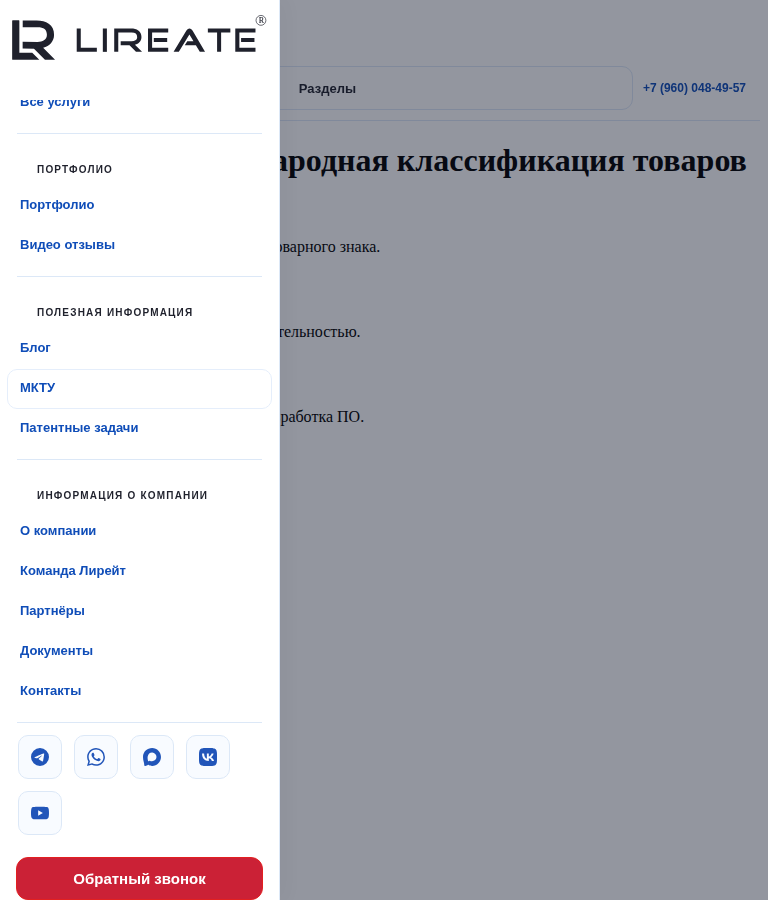 LR LIREATE®
Все услуги
ПОРТФОЛИО
Портфолио
Видео отзывы
ПОЛЕЗНАЯ ИНФОРМАЦИЯ
Блог
МКТУ
Патентные задачи
ИНФОРМАЦИЯ О КОМПАНИИ
О компании
Команда Лирейт
Партнёры
Документы
Контакты
Обратный звонок
Разделы
+7 (960) 048-49-57
ародная классификация товаров
оварного знака.
тельностью.
работка ПО.